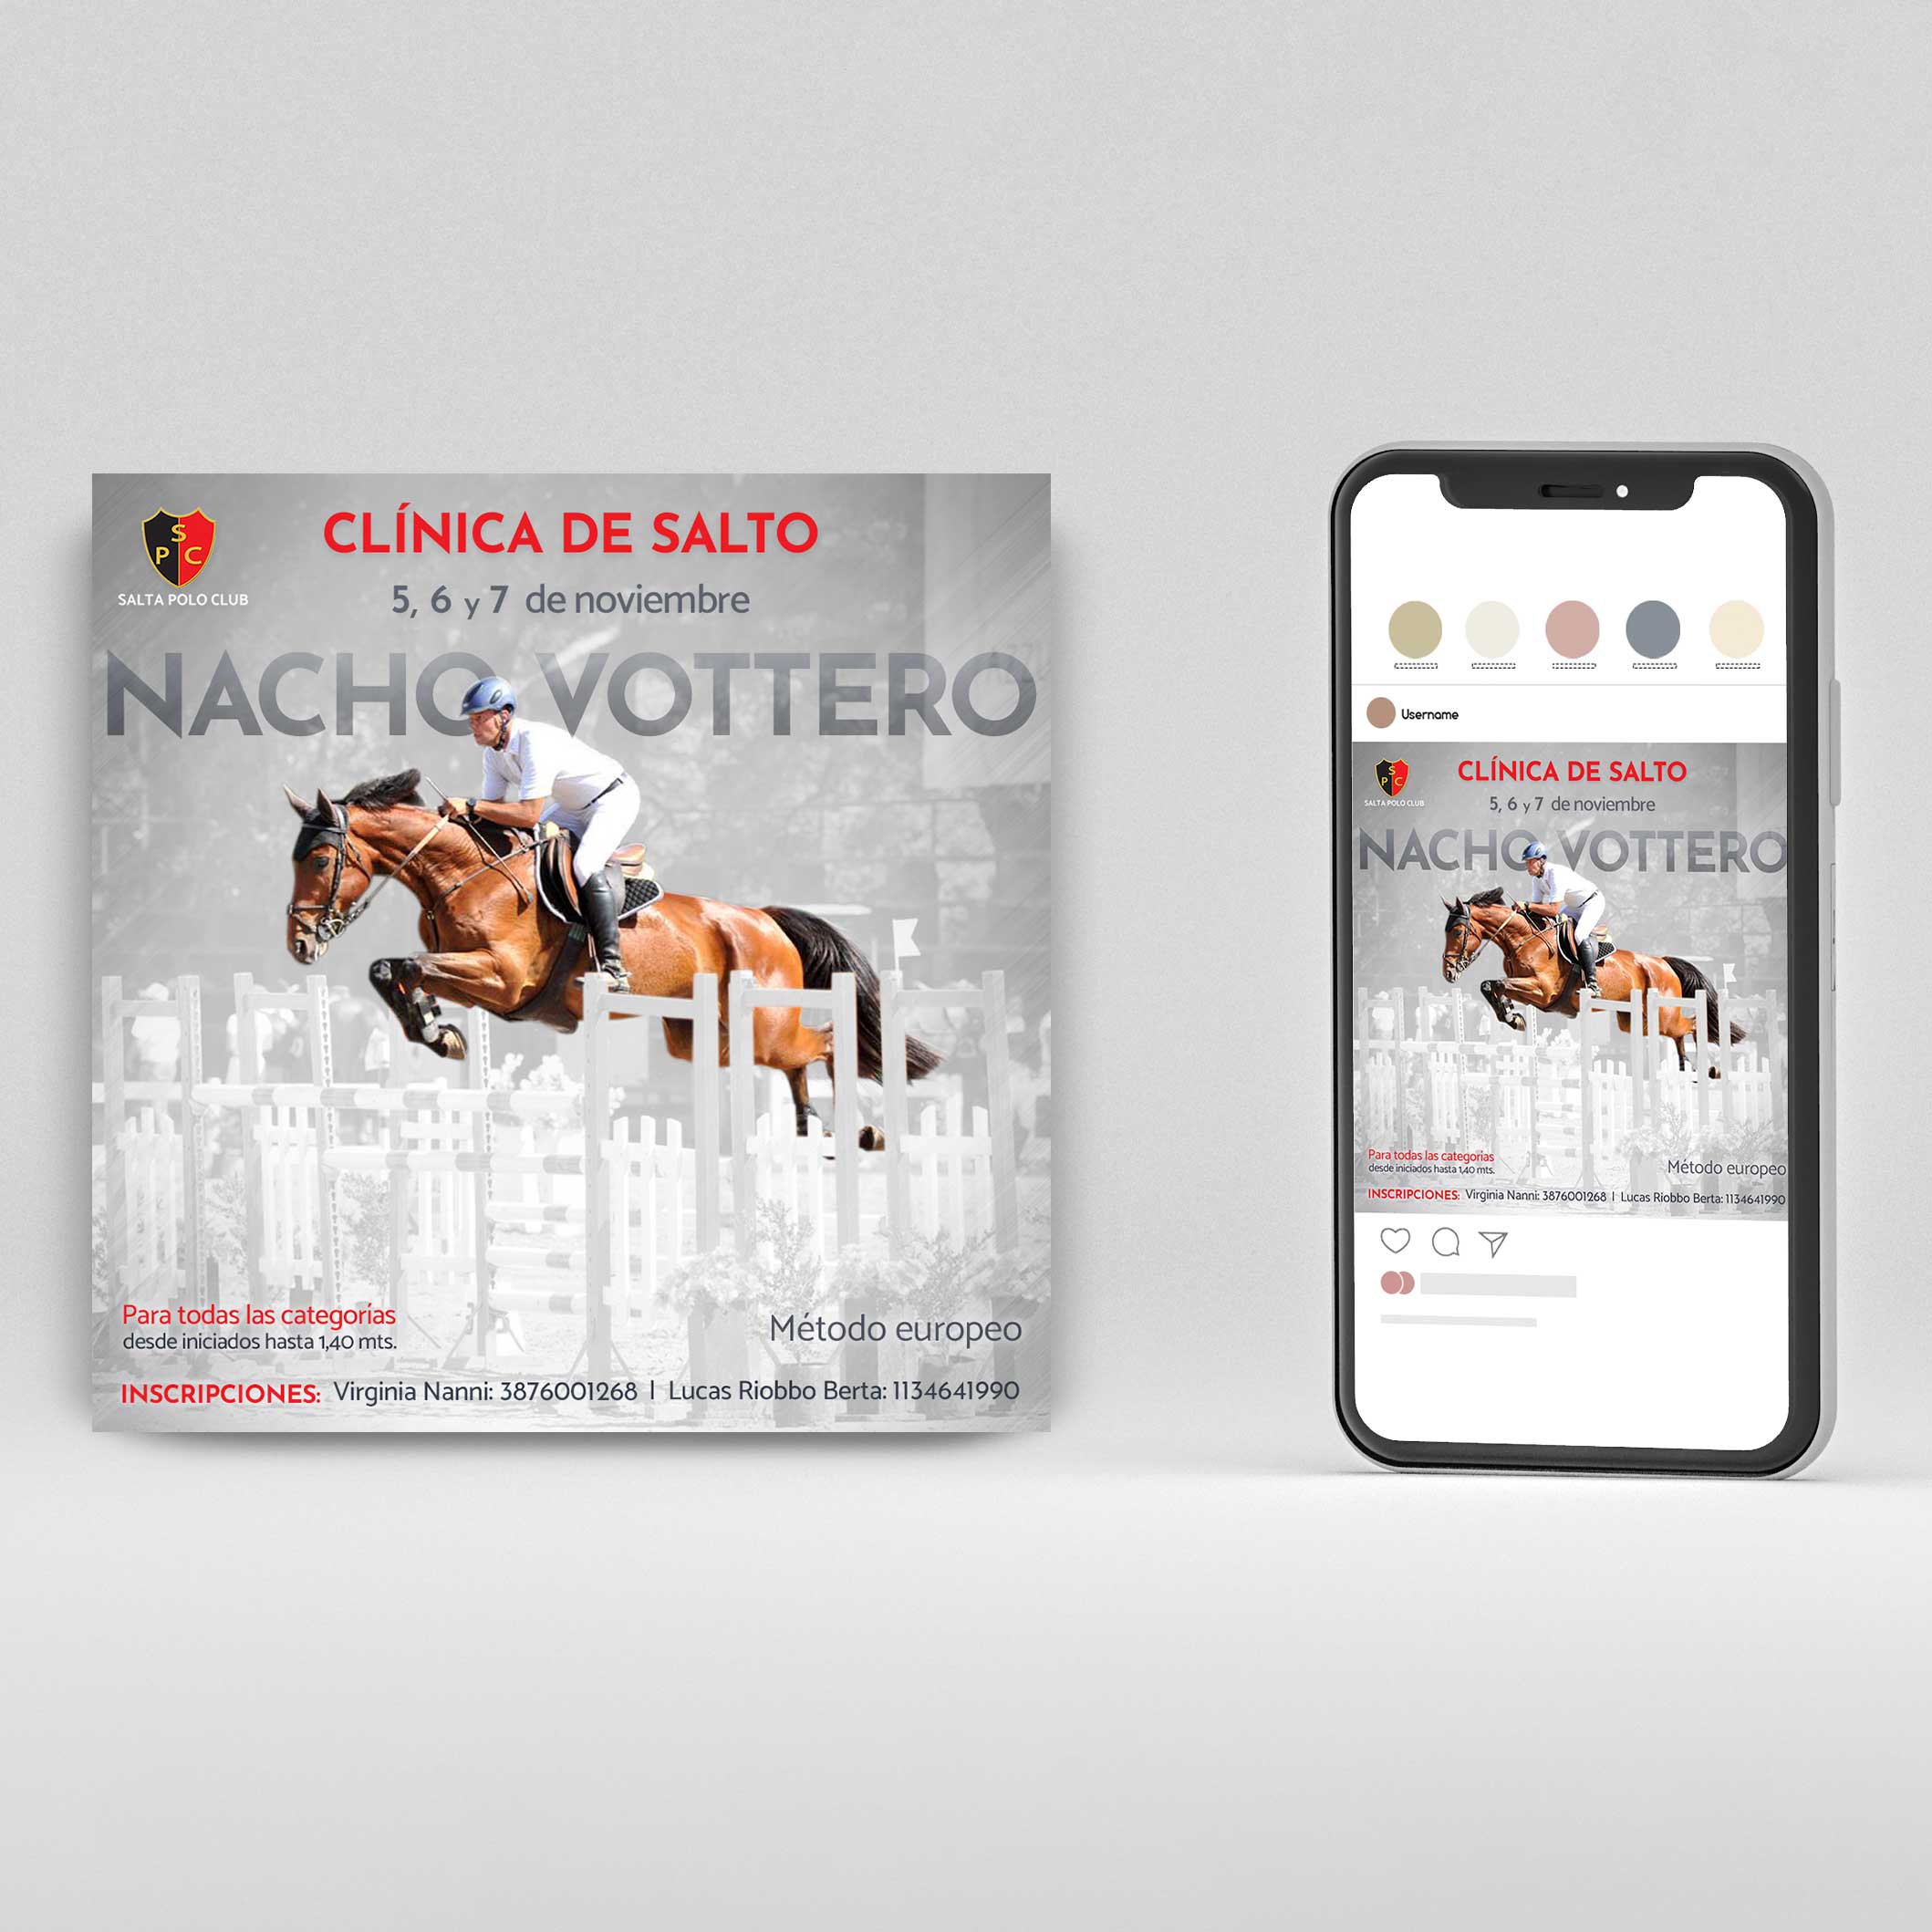 S
P C
SALTA POLO CLUB
CLÍNICA DE SALTO
5, 6 y 7 de noviembre
NACHO VOTTERO
Para todas las categorías
desde iniciados hasta 1,40 mts.
Método europeo
INSCRIPCIONES: Virginia Nanni: 3876001268 | Lucas Riobbo Berta: 1134641990
Username
S
P C
SALTA POLO CLUB
CLÍNICA DE SALTO
5, 6 y 7 de noviembre
NACHO VOTTERO
Para todas las categorías
desde iniciados hasta 1,40 mts.
Método europeo
INSCRIPCIONES: Virginia Nanni: 3876001268 | Lucas Riobbo Berta: 1134641990